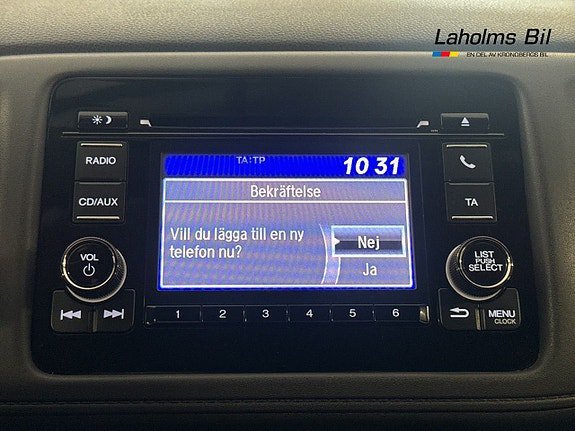 Laholms Bil
EN DEL AV KRONOBERGS BIL
RADIO
CD/AUX
VOL
TA:TP
10 31
Bekräftelse
Vill du lägga till en ny
telefon nu?
Nej
Ja
TA
LIST
PUSH
SELECT
MENU
CLOCK
1 2 3 4 5 6